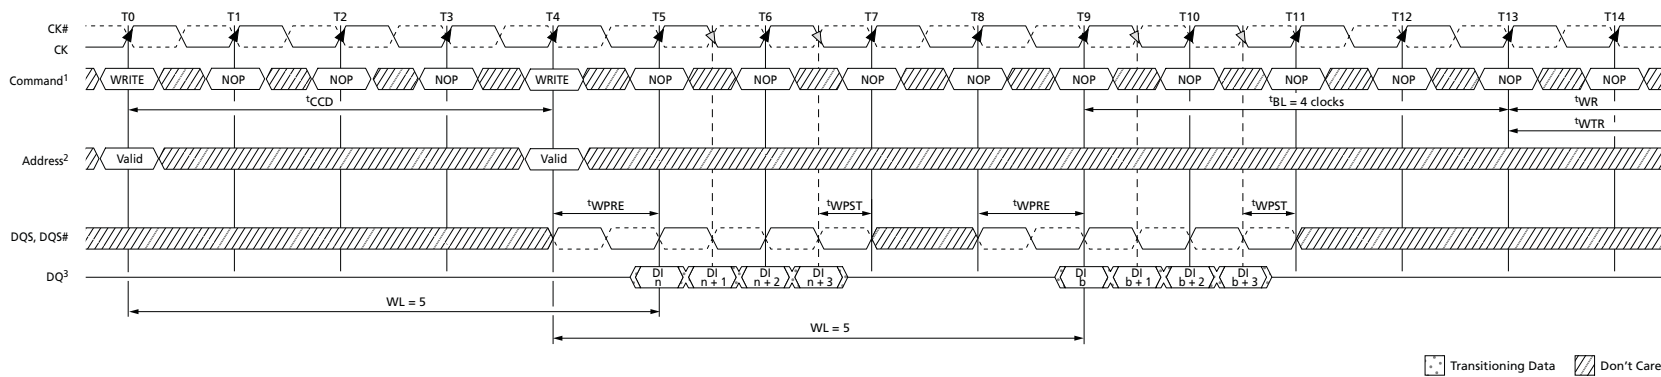 T0 T1 T2 T3 T4 T5 T6 T7 T8 T9 T10 T11 T12 T13 T14
CK#
CK
Command1 WRITE NOP NOP NOP WRITE NOP NOP NOP NOP NOP NOP NOP NOP NOP NOP
tCCD tBL = 4 clocks tWR
tWTR
Address2 Valid Valid
tWPRE tWPST tWPRE tWPST
DQS, DQS#
DQ3 DI n DI n + 1 DI n + 2 DI n + 3 DI b DI b + 1 DI b + 2 DI b + 3
WL = 5
WL = 5
Transitioning Data Don't Care